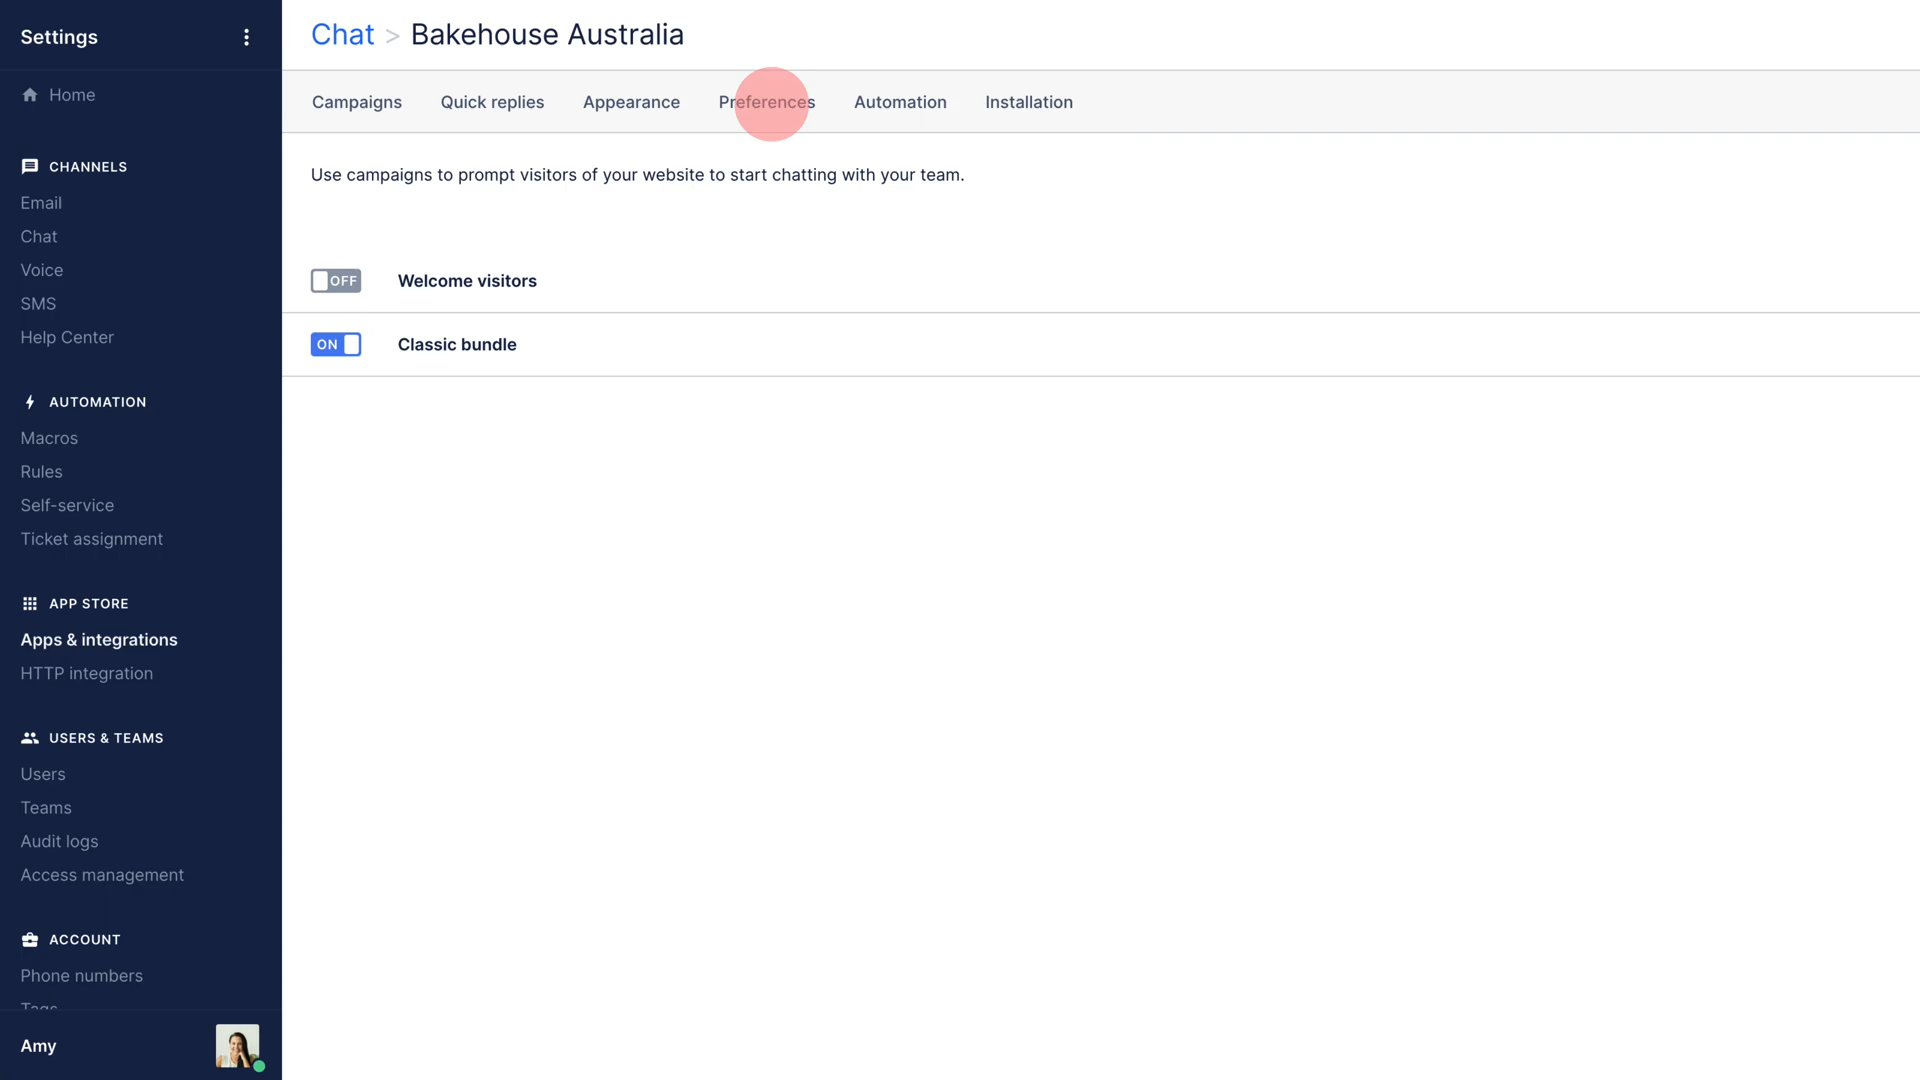 Settings
Home
CHANNELS
Email
Chat
Voice
SMS
Help Center
AUTOMATION
Macros
Rules
Self-service
Ticket assignment
APP STORE
Apps & integrations
HTTP integration
USERS & TEAMS
Users
Teams
Audit logs
Access management
ACCOUNT
Phone numbers
Tags
Amy
Chat > Bakehouse Australia
Campaigns Quick replies Appearance Preferences Automation Installation
Use campaigns to prompt visitors of your website to start chatting with your team.
OFF Welcome visitors
ON Classic bundle